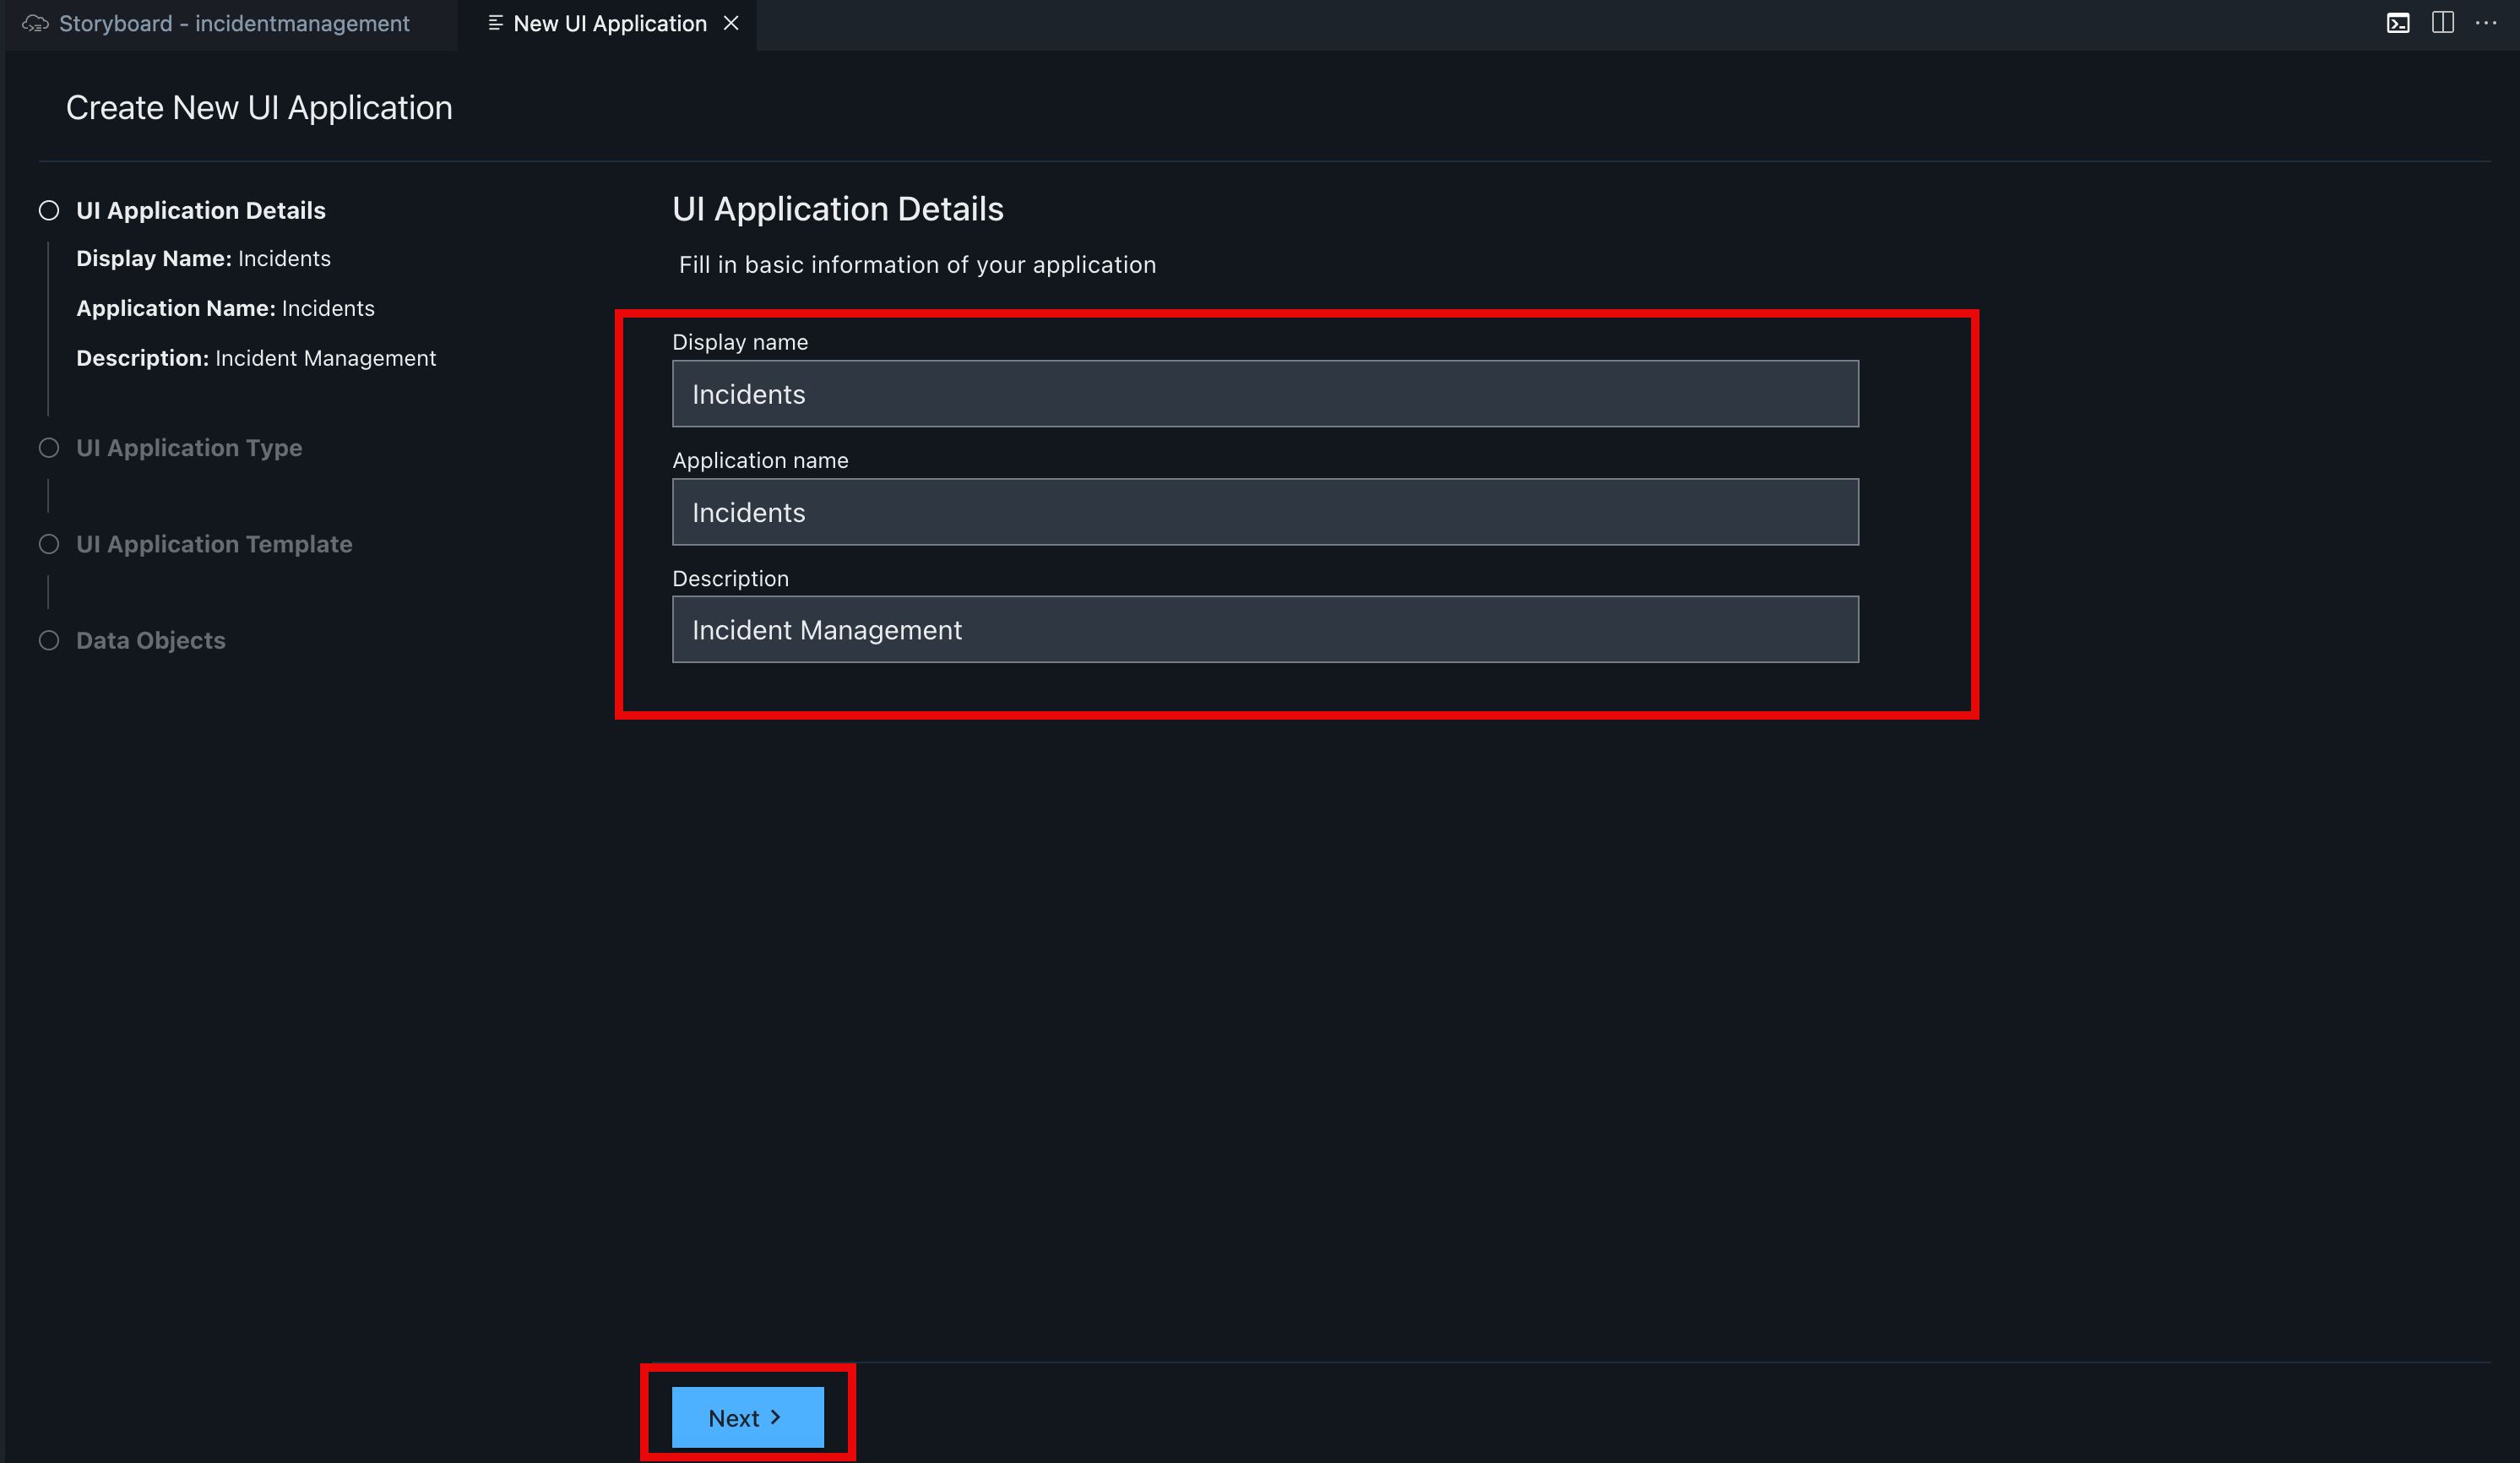 Storyboard - incidentmanagement
New UI Application
Create New UI Application
UI Application Details
Display Name: Incidents
Application Name: Incidents
Description: Incident Management
UI Application Type
UI Application Template
Data Objects
UI Application Details
Fill in basic information of your application
Display name
Incidents
Application name
Incidents
Description
Incident Management
Next